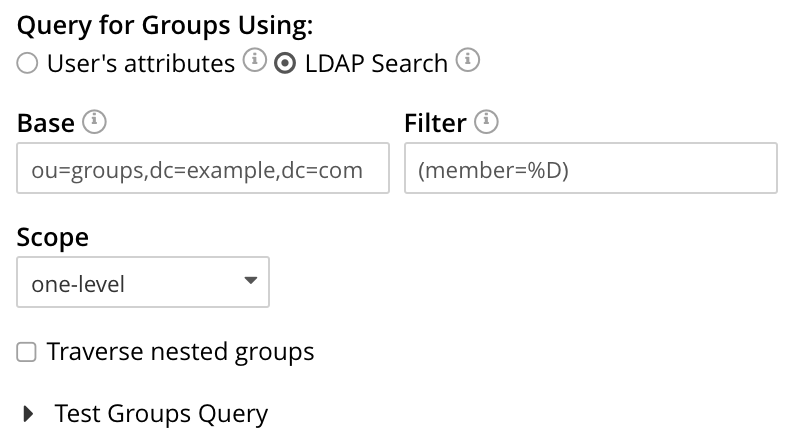 Query for Groups Using:
User's attributes LDAP Search
Base Filter
ou=groups,dc=example,dc=com (member=%D)
Scope
one-level
Traverse nested groups
Test Groups Query